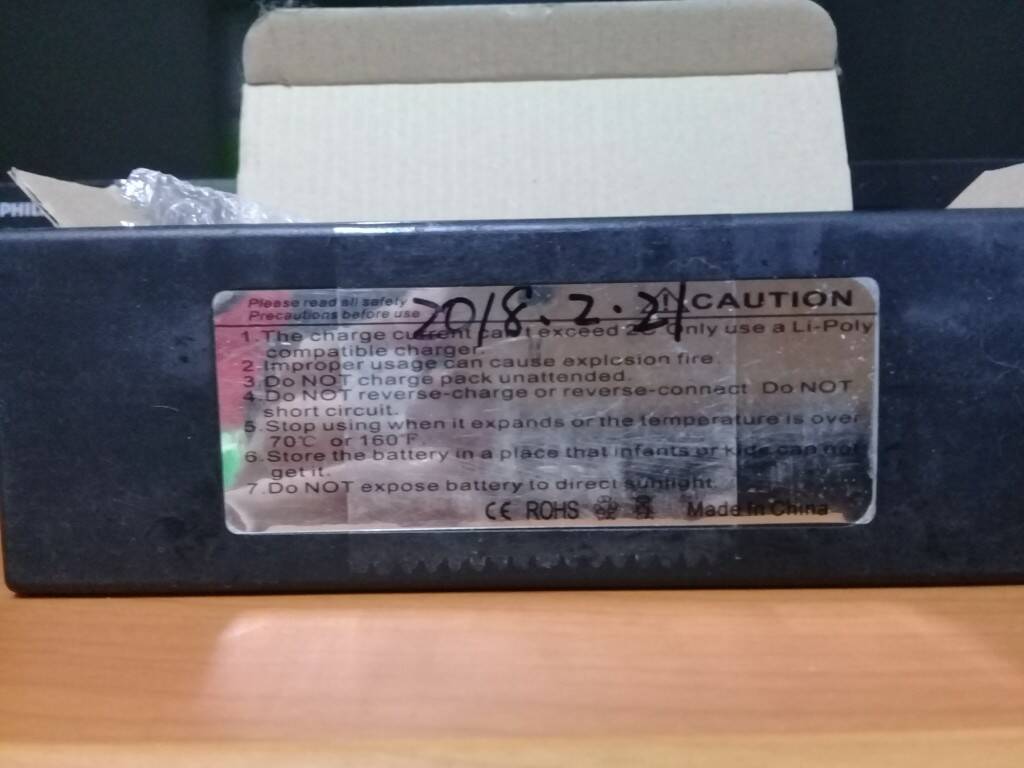 PHIL
Please read all safety
Precautions before use
2018.2.21
CAUTION
1.The charge current can't exceed Only use a Li-Poly
compatible charger.
2.Improper usage can cause explosion fire.
3.Do NOT charge pack unattended.
4.Do NOT reverse-charge or reverse-connect Do NOT
short circuit.
5.Stop using when it expands or the temperature is over
70℃ or 160℉.
6.Store the battery in a place that infants or kids can not
get it.
7.Do NOT expose battery to direct sunlight.
CE ROHS Made In China